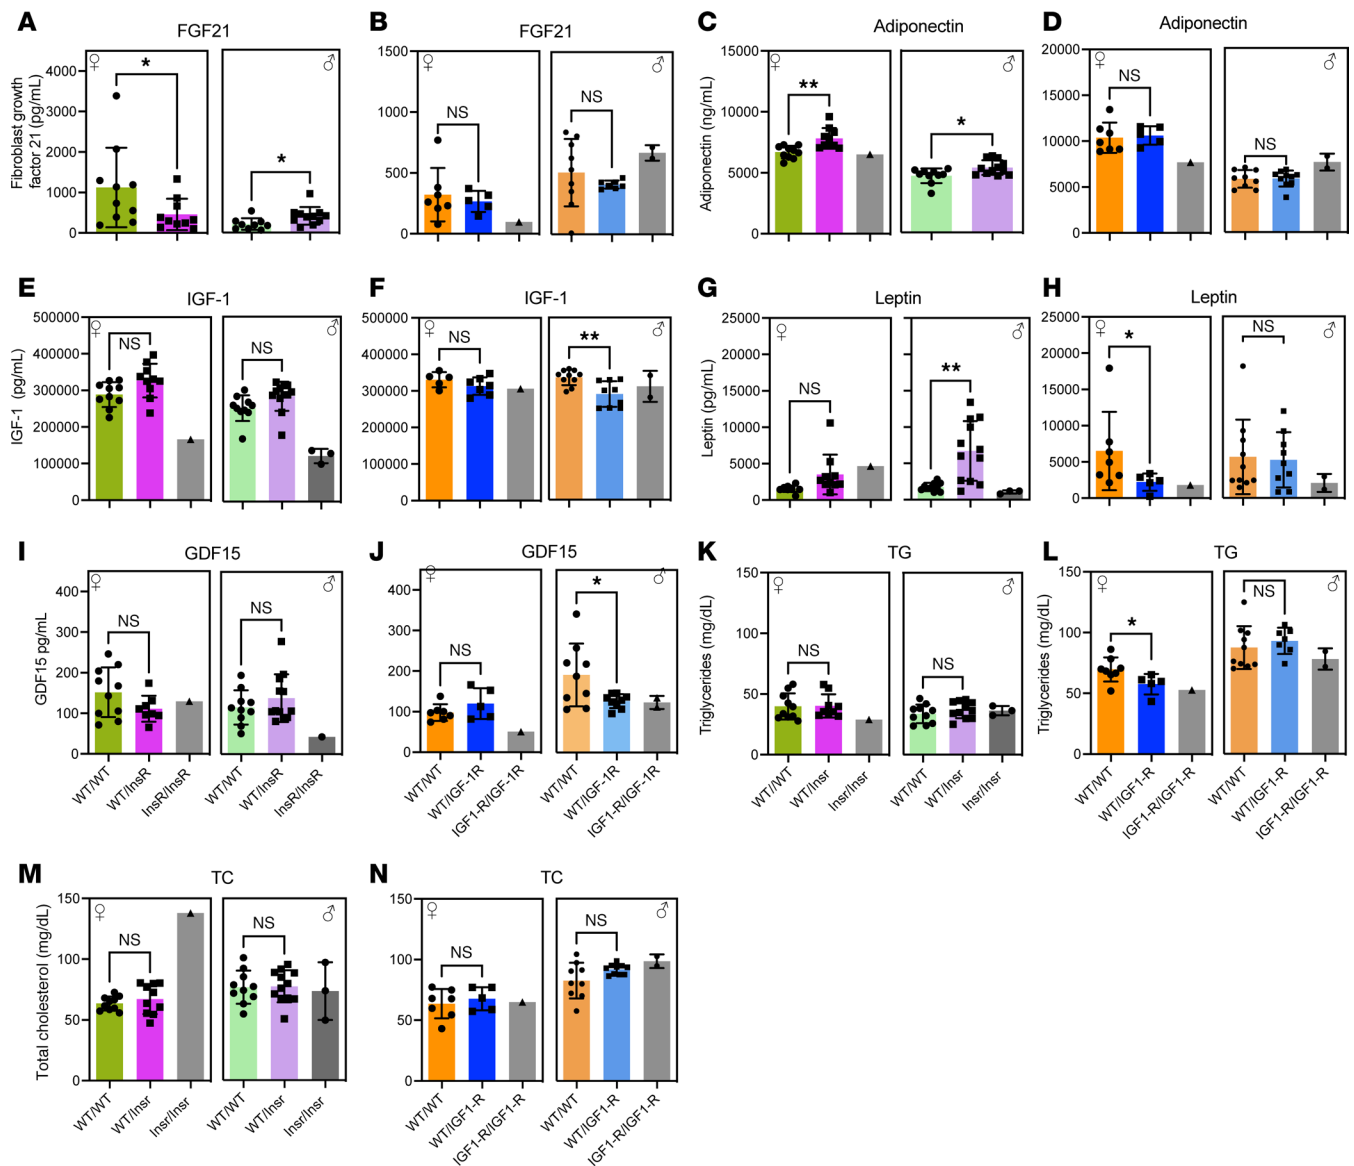 A
FGF21
Fibroblast growth
factor 21 (pg/mL)
4000
3000
2000
1000
0
♀
*
♂
*
B
FGF21
1500
1000
500
0
♀
NS
♂
NS
C
Adiponectin
Adiponectin (ng/mL)
15000
10000
5000
0
♀
**
♂
*
D
Adiponectin
20000
15000
10000
5000
0
♀
NS
♂
NS
E
IGF-1
IGF-1 (pg/mL)
500000
400000
300000
200000
100000
0
♀
NS
♂
NS
F
IGF-1
500000
400000
300000
200000
100000
0
♀
NS
♂
**
G
Leptin
Leptin (pg/mL)
25000
20000
15000
10000
5000
0
♀
NS
♂
**
H
Leptin
25000
20000
15000
10000
5000
0
♀
*
♂
NS
I
GDF15
GDF15 pg/mL
400
300
200
100
0
♀
NS
♂
NS
WT/WT
WT/InsR
InsR/InsR
WT/WT
WT/InsR
InsR/InsR
J
GDF15
400
300
200
100
0
♀
NS
♂
*
WT/WT
WT/IGF-1R
IGF1-R/IGF-1R
WT/WT
WT/IGF-1R
IGF1-R/IGF-1R
K
TG
Triglycerides (mg/dL)
150
100
50
0
♀
NS
♂
NS
WT/WT
WT/Insr
Insr/Insr
WT/WT
WT/Insr
Insr/Insr
L
TG
Triglycerides (mg/dL)
150
100
50
0
♀
*
♂
NS
WT/WT
WT/IGF1-R
IGF1-R/IGF1-R
WT/WT
WT/IGF1-R
IGF1-R/IGF1-R
M
TC
Total cholesterol (mg/dL)
150
100
50
0
♀
NS
♂
NS
WT/WT
WT/Insr
Insr/Insr
WT/WT
WT/Insr
Insr/Insr
N
TC
150
100
50
0
♀
NS
♂
NS
WT/WT
WT/IGF1-R
IGF1-R/IGF1-R
WT/WT
WT/IGF1-R
IGF1-R/IGF1-R